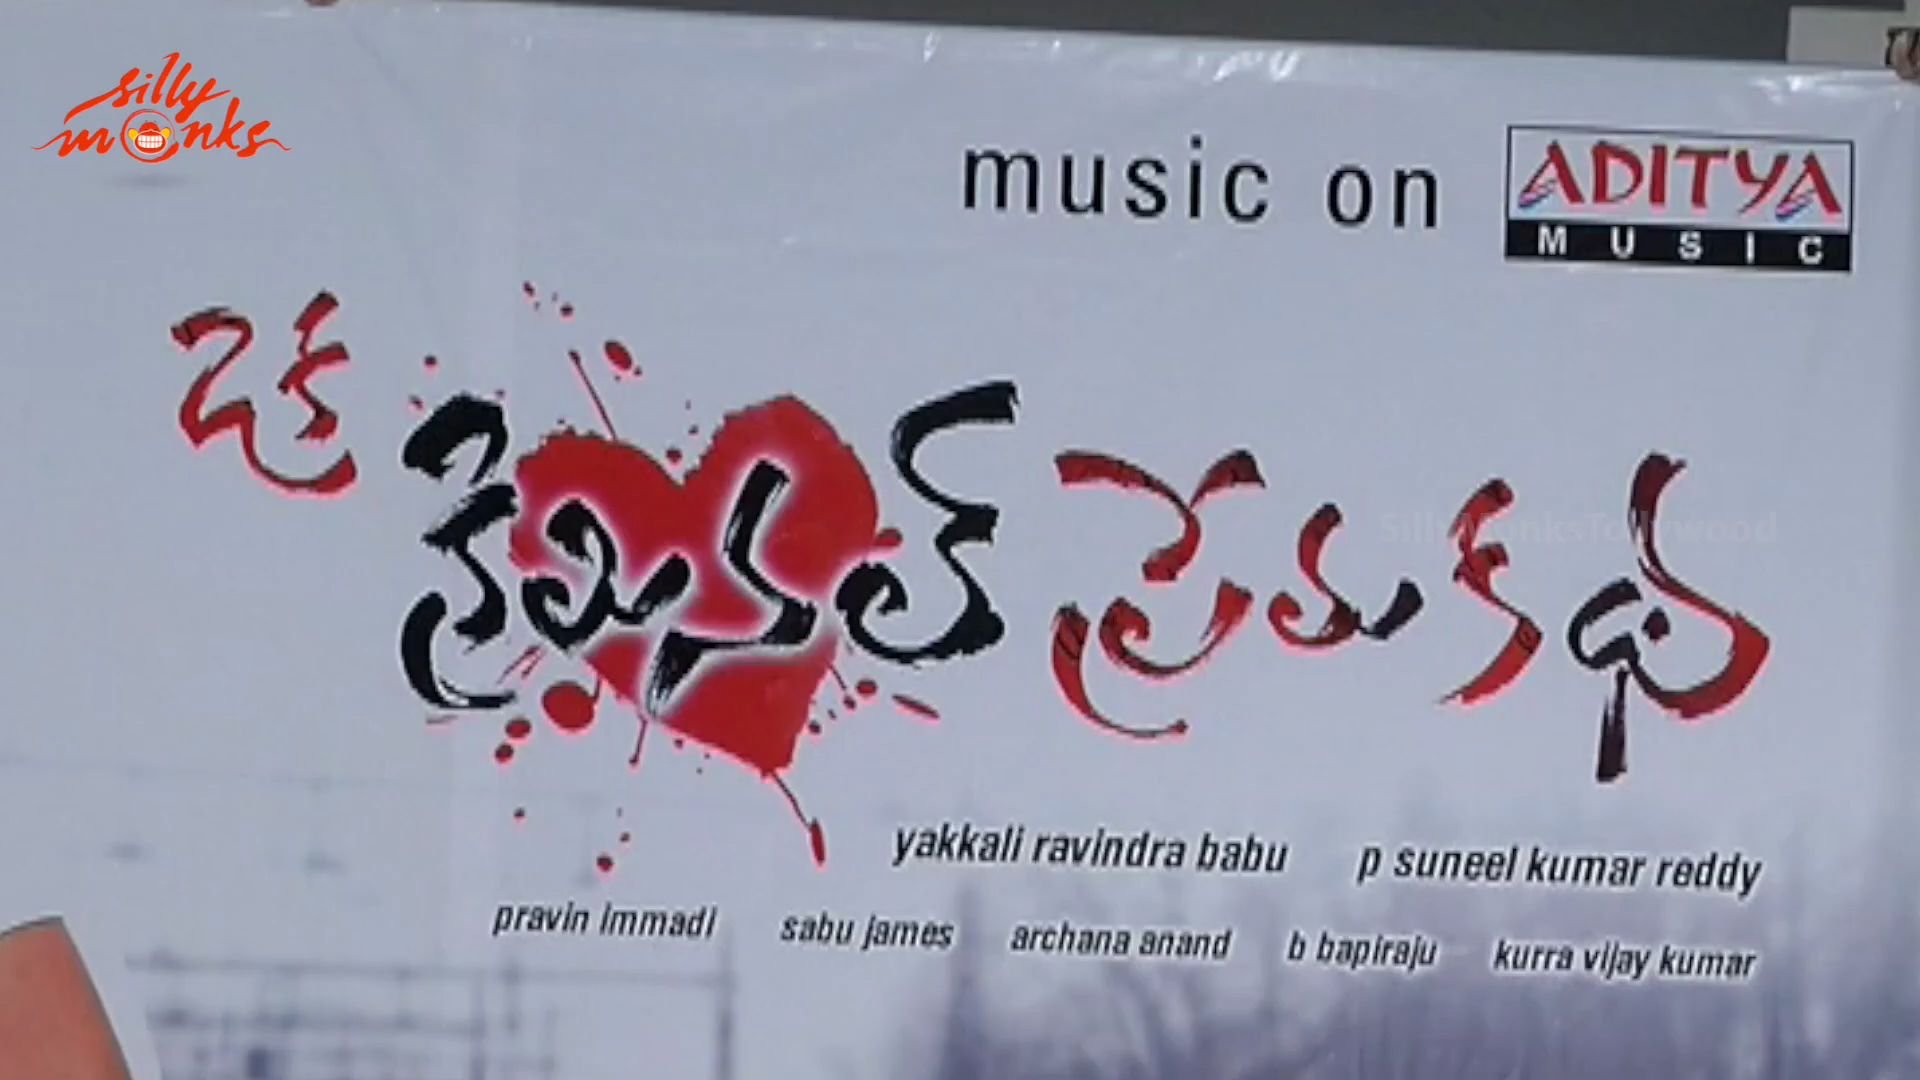 silly monks
music on ADITYA MUSIC
ఒక
క్రిమినల్ ప్రేమకథ
SillyMonksTollywood
yakkali ravindra babu p suneel kumar reddy
pravin immadi sabu james archana anand b bapiraju kurra vijay kumar